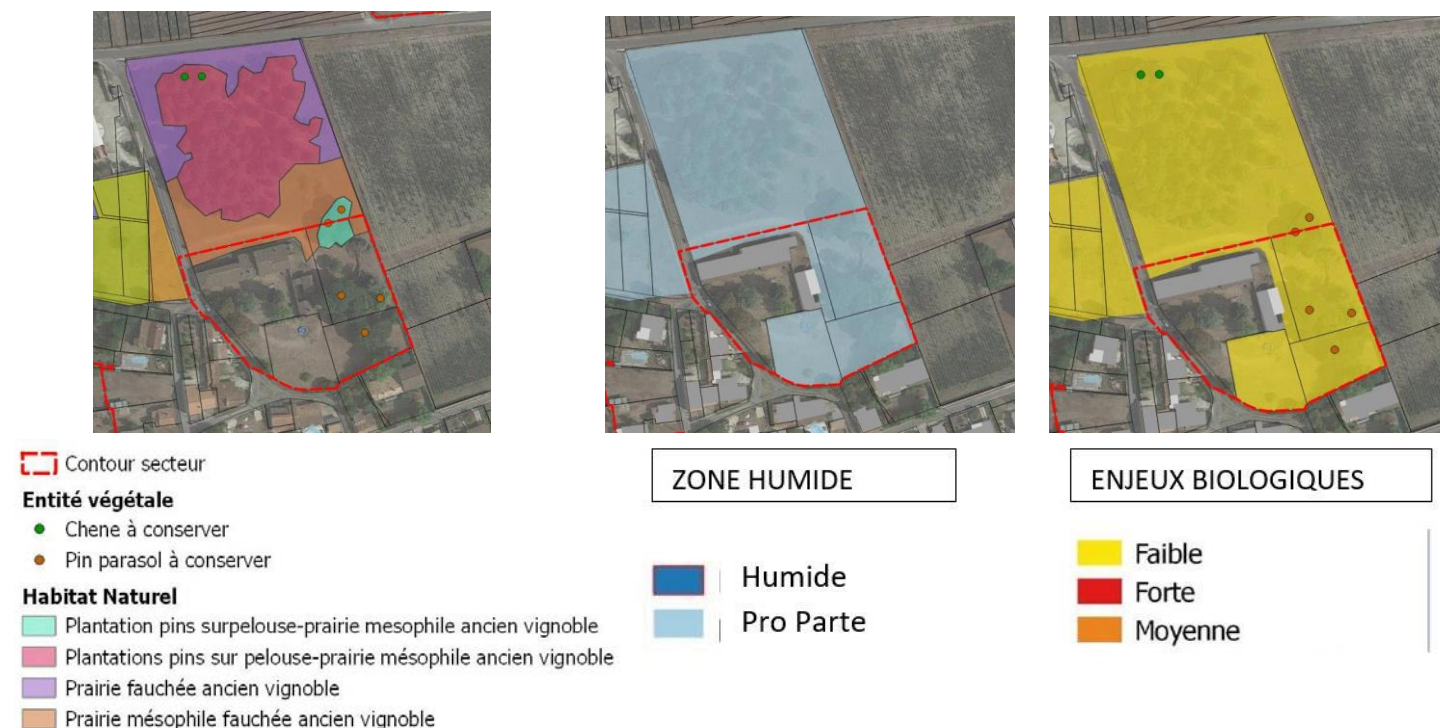 Contour secteur
Entité végétale
Chene à conserver
Pin parasol à conserver
Habitat Naturel
Plantation pins surpelouse-prairie mesophile ancien vignoble
Plantations pins sur pelouse-prairie mésophile ancien vignoble
Prairie fauchée ancien vignoble
Prairie mésophile fauchée ancien vignoble
ZONE HUMIDE
Humide
Pro Parte
ENJEUX BIOLOGIQUES
Faible
Forte
Moyenne